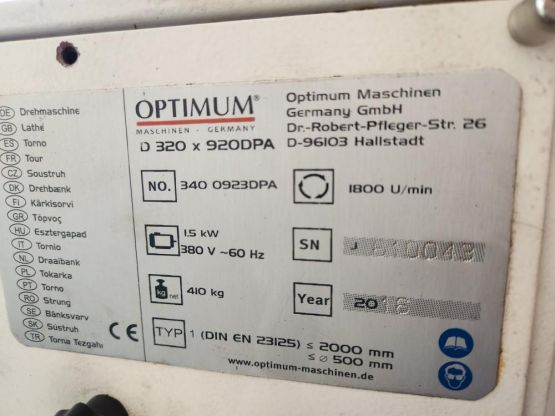 DE Drehmaschine
GB Lathe
ES Torno
FR Tour
CZ Soustruh
DK Drehbænk
FI Kärkisorvi
GR Τόρνος
HU Esztergapad
IT Tornio
NL Draaibank
PL Tokarka
PT Torno
RO Strung
SE Bänksvarv
SK Sústruh
TR Torna Tezgahı
CE
OPTIMUM®
MASCHINEN - GERMANY
Optimum Maschinen
Germany GmbH
Dr.-Robert-Pfleger-Str. 26
D-96103 Hallstadt
D 320 x 920DPA
NO. 340 0923DPA
1800 U/min
1.5 kW
380 V ~60 Hz
SN
kg net 410 kg
Year 2016
TYP 1 (DIN EN 23125) ≤ 2000 mm
≤ ⌀ 500 mm
www.optimum-maschinen.de